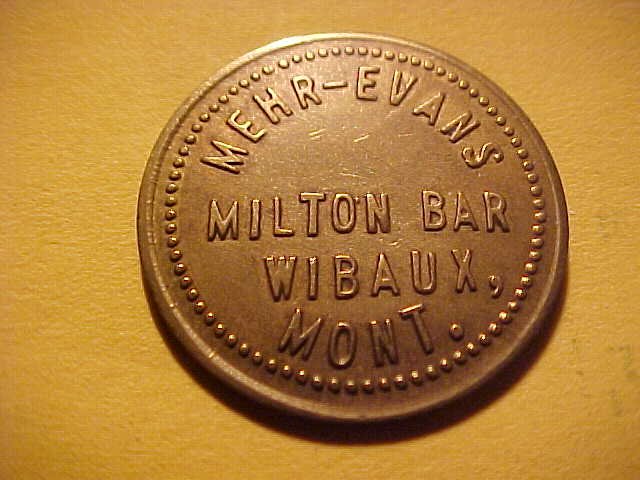 MEHR-EVANS
MILTON BAR
WIBAUX,
MONT.